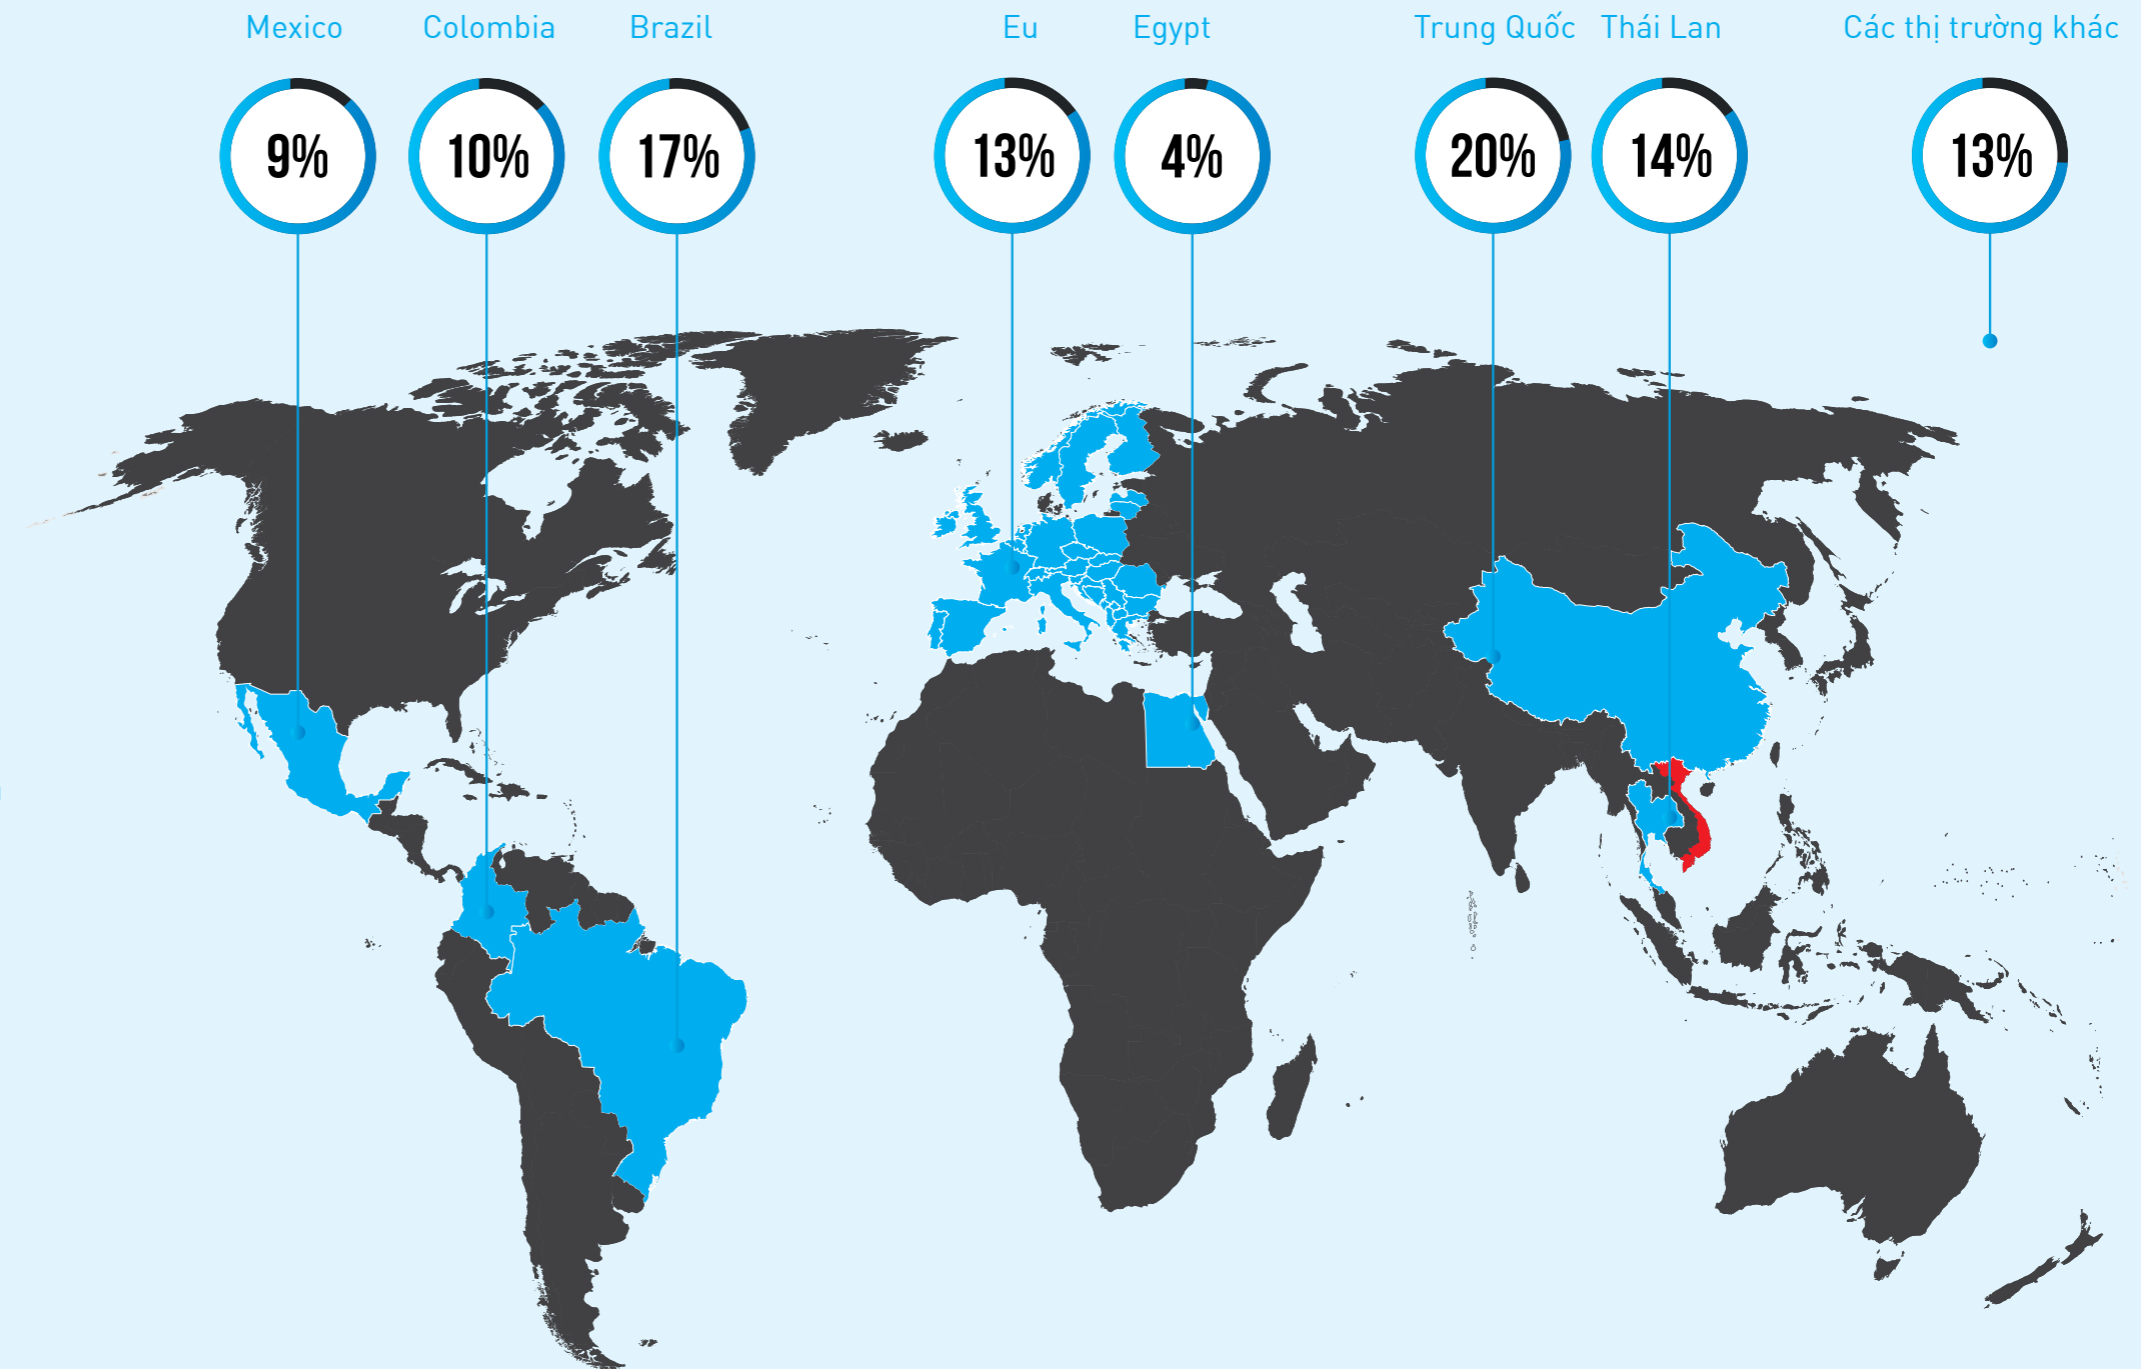 Mexico Colombia Brazil Eu Egypt Trung Quốc Thái Lan Các thị trường khác
9% 10% 17% 13% 4% 20% 14% 13%